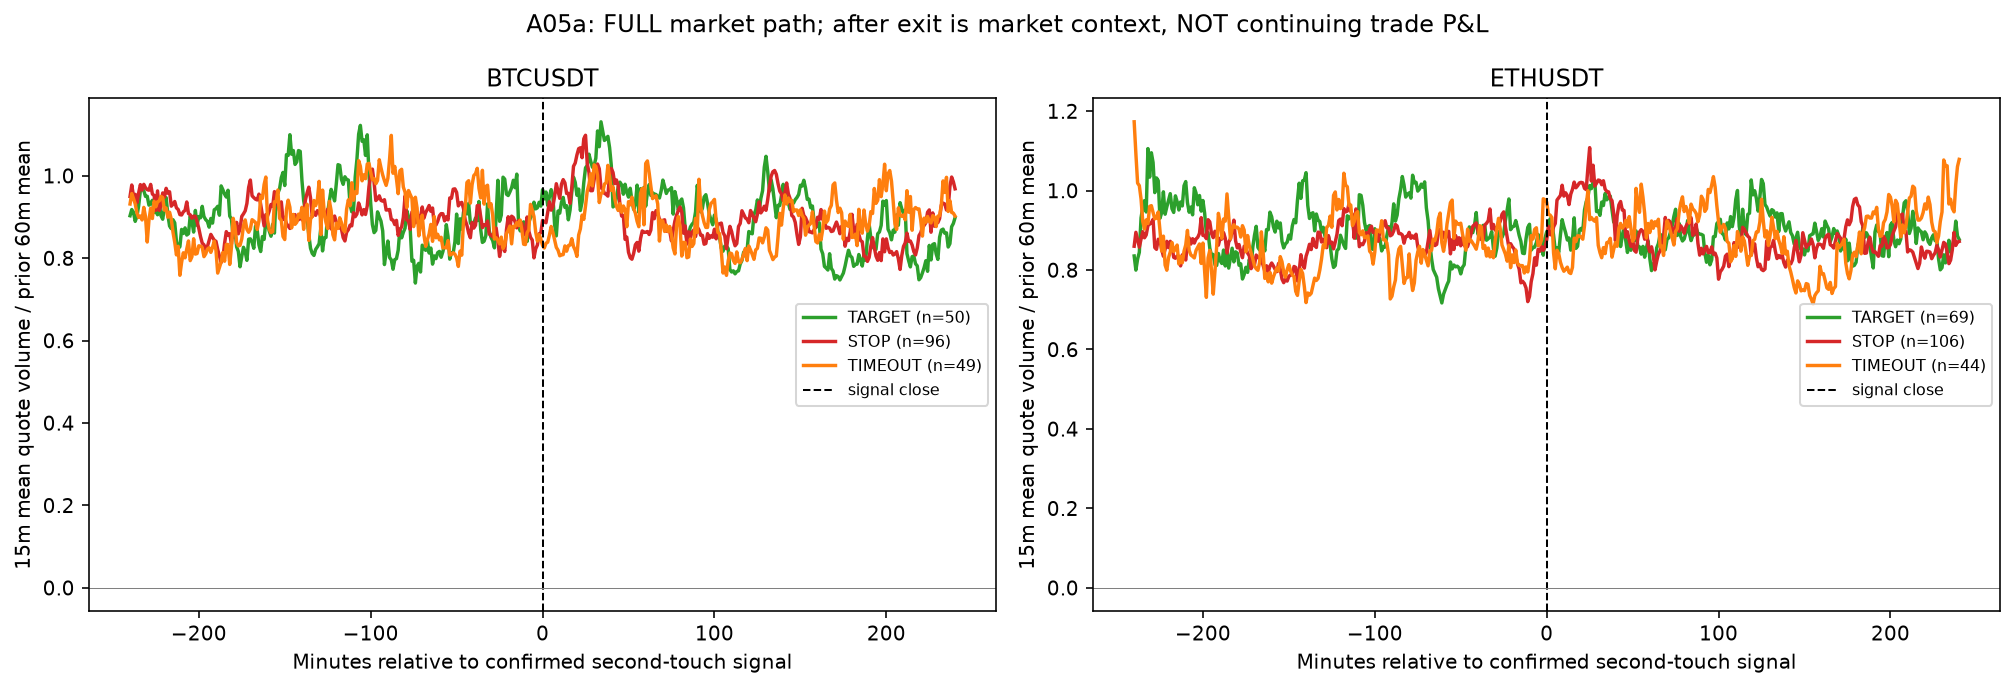 A05a: FULL market path; after exit is market context, NOT continuing trade P&L
BTCUSDT
15m mean quote volume / prior 60m mean
1.0
0.8
0.6
0.4
0.2
0.0
TARGET (n=50)
STOP (n=96)
TIMEOUT (n=49)
signal close
−200
−100
0
100
200
Minutes relative to confirmed second-touch signal
ETHUSDT
15m mean quote volume / prior 60m mean
1.2
1.0
0.8
0.6
0.4
0.2
0.0
TARGET (n=69)
STOP (n=106)
TIMEOUT (n=44)
signal close
−200
−100
0
100
200
Minutes relative to confirmed second-touch signal